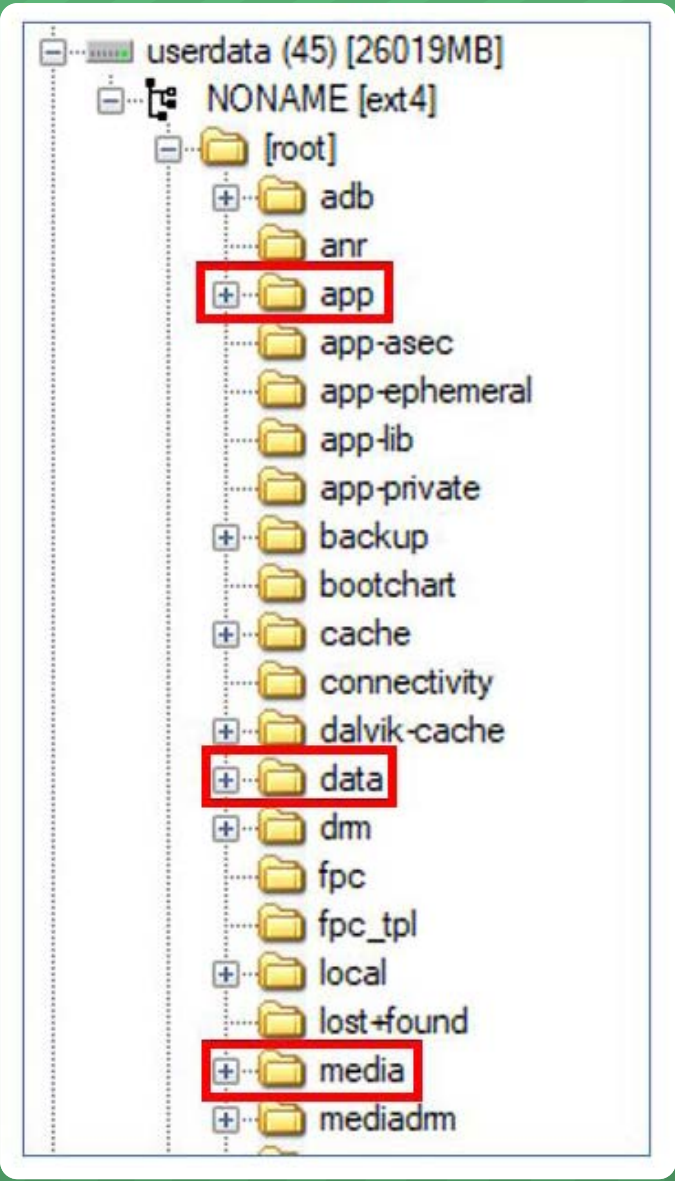 userdata (45) [26019MB]
NONAME [ext4]
[root]
adb
anr
app
app-asec
app-ephemeral
app-lib
app-private
backup
bootchart
cache
connectivity
dalvik-cache
data
drm
fpc
fpc_tpl
local
lost+found
media
mediadrm